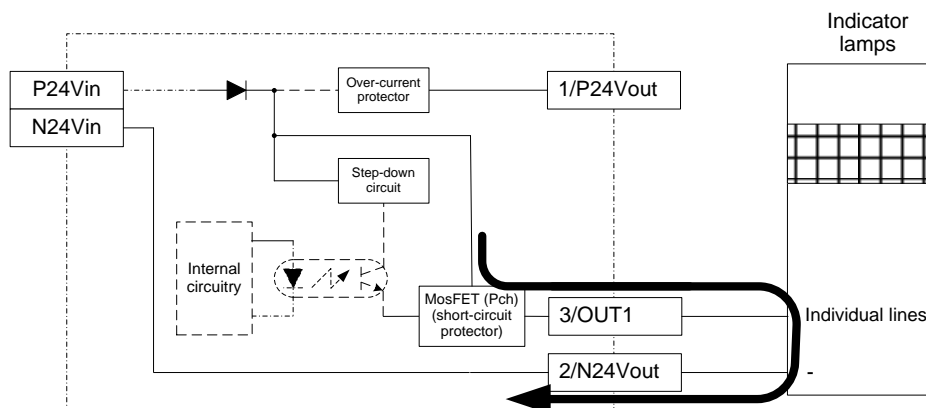 Indicator
lamps
P24Vin
N24Vin
Over-current
protector
1/P24Vout
Step-down
circuit
Internal
circuitry
MosFET (Pch)
(short-circuit
protector)
3/OUT1
Individual lines
2/N24Vout
-